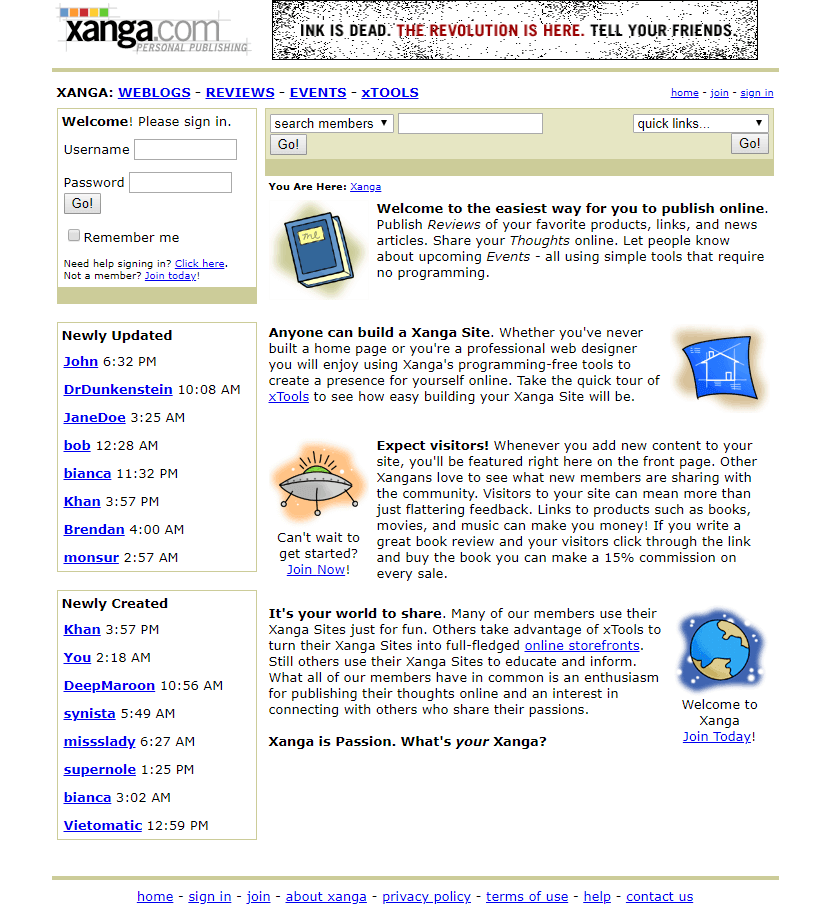 xanga.com
PERSONAL PUBLISHING
INK IS DEAD. THE REVOLUTION IS HERE. TELL YOUR FRIENDS.
XANGA: WEBLOGS - REVIEWS - EVENTS - xTOOLS
home - join - sign in
Welcome! Please sign in.
Username
Password
Go!
Remember me
Need help signing in? Click here.
Not a member? Join today!
search members
Go!
quick links...
Go!
You Are Here: Xanga
me
Welcome to the easiest way for you to publish online.
Publish Reviews of your favorite products, links, and news
articles. Share your Thoughts online. Let people know
about upcoming Events - all using simple tools that require
no programming.
Newly Updated
John 6:32 PM
DrDunkenstein 10:08 AM
JaneDoe 3:25 AM
bob 12:28 AM
bianca 11:32 PM
Khan 3:57 PM
Brendan 4:00 AM
monsur 2:57 AM
Anyone can build a Xanga Site. Whether you've never
built a home page or you're a professional web designer
you will enjoy using Xanga's programming-free tools to
create a presence for yourself online. Take the quick tour of
xTools to see how easy building your Xanga Site will be.
Can't wait to
get started?
Join Now!
Expect visitors! Whenever you add new content to your
site, you'll be featured right here on the front page. Other
Xangans love to see what new members are sharing with
the community. Visitors to your site can mean more than
just flattering feedback. Links to products such as books,
movies, and music can make you money! If you write a
great book review and your visitors click through the link
and buy the book you can make a 15% commission on
every sale.
Newly Created
Khan 3:57 PM
You 2:18 AM
DeepMaroon 10:56 AM
synista 5:49 AM
missslady 6:27 AM
supernole 1:25 PM
bianca 3:02 AM
Vietomatic 12:59 PM
It's your world to share. Many of our members use their
Xanga Sites just for fun. Others take advantage of xTools to
turn their Xanga Sites into full-fledged online storefronts.
Still others use their Xanga Sites to educate and inform.
What all of our members have in common is an enthusiasm
for publishing their thoughts online and an interest in
connecting with others who share their passions.
Xanga is Passion. What's your Xanga?
Welcome to
Xanga
Join Today!
home - sign in - join - about xanga - privacy policy - terms of use - help - contact us